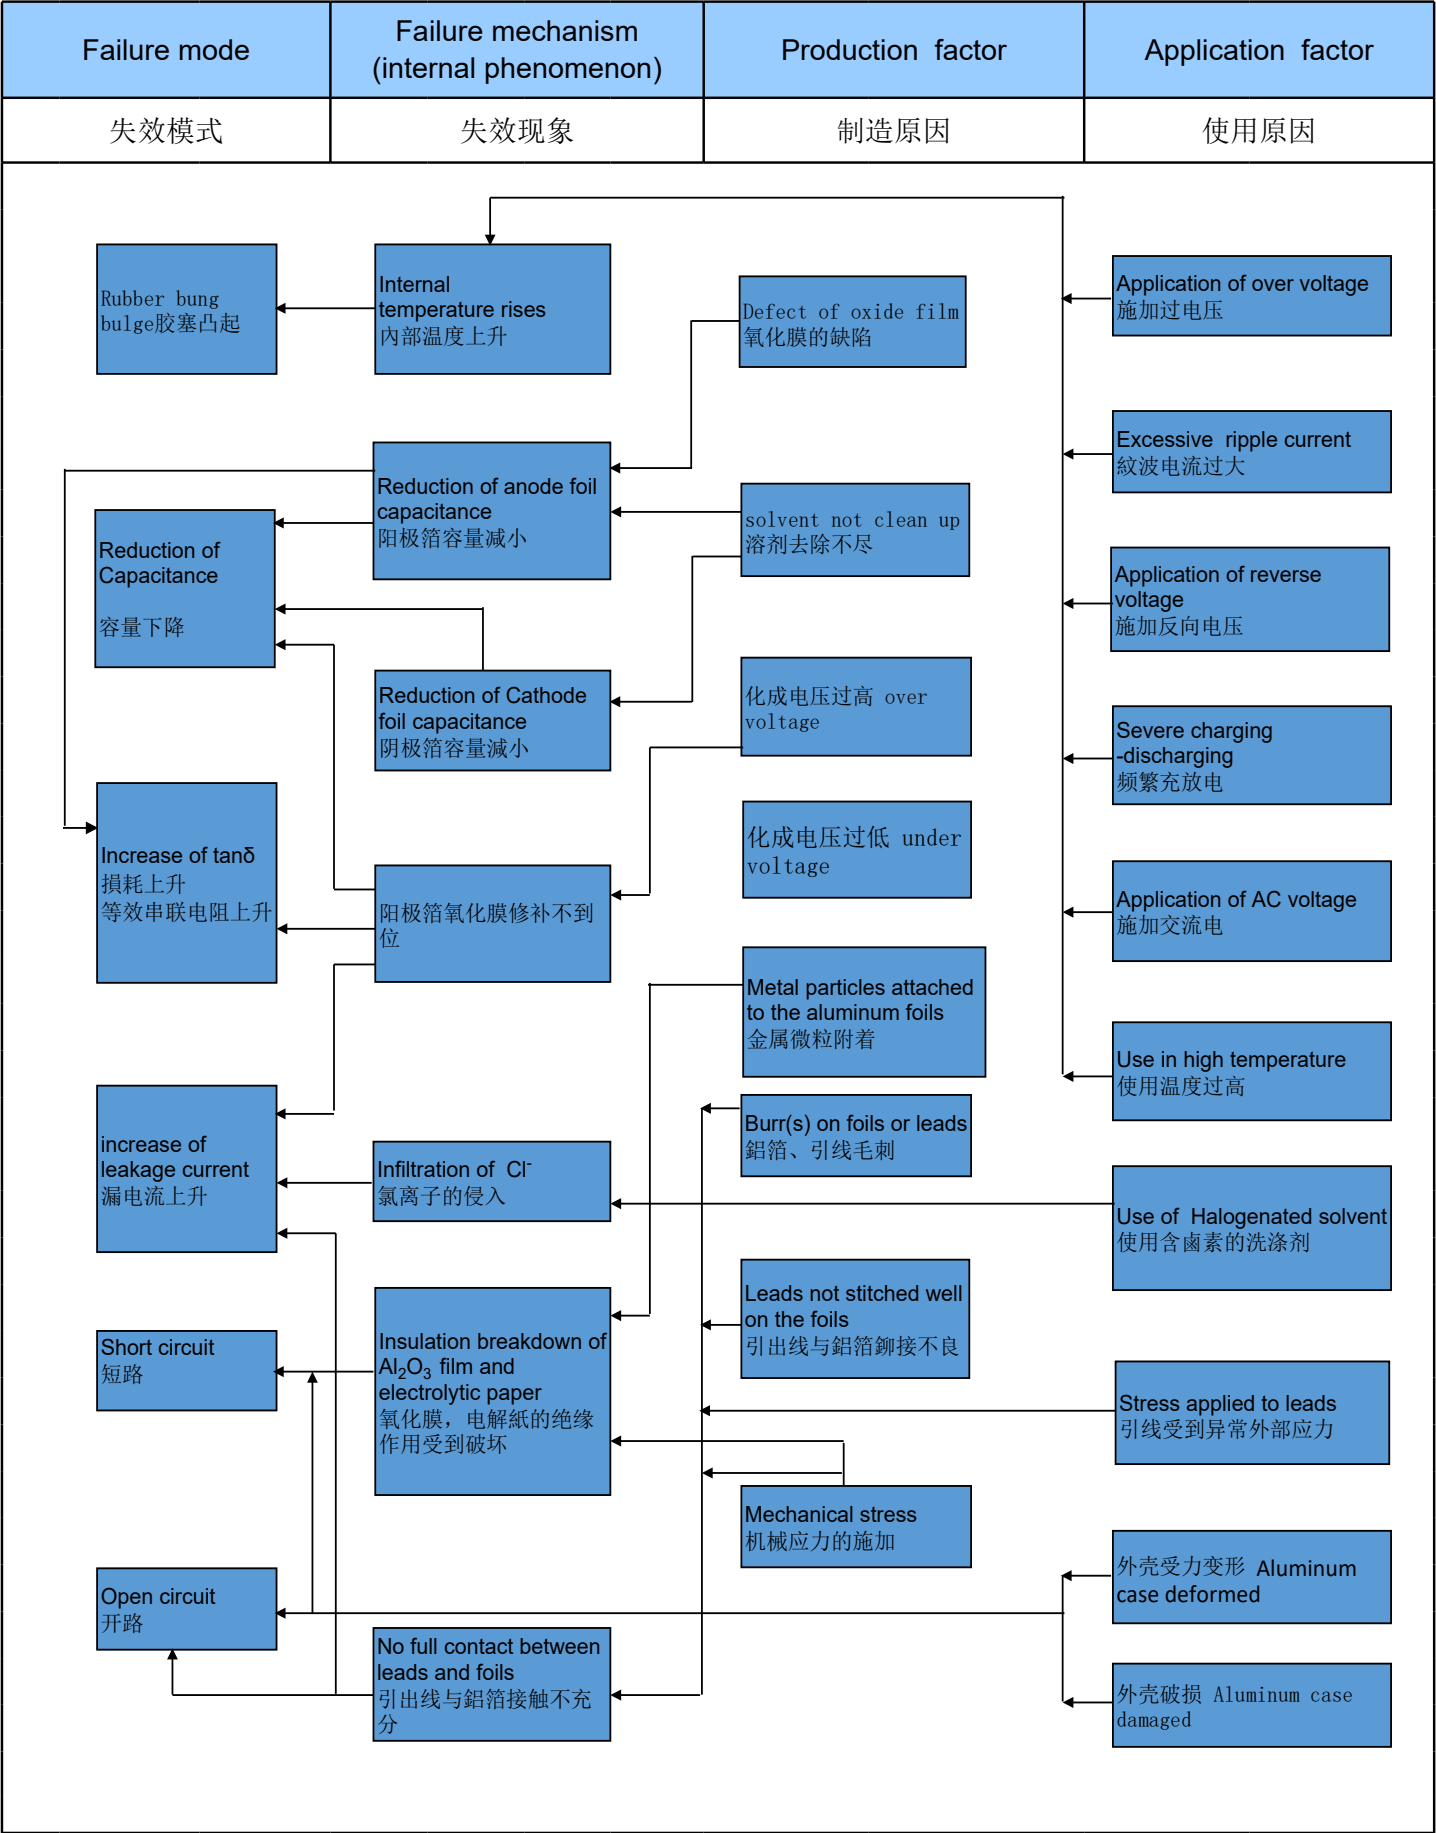 Failure mode
Failure mechanism
(internal phenomenon)
Production factor
Application factor
失效模式
失效现象
制造原因
使用原因
Rubber bung
bulge胶塞凸起
Internal
temperature rises
內部温度上升
Defect of oxide film
氧化膜的缺陷
Application of over voltage
施加过电压
Excessive ripple current
紋波电流过大
Reduction of anode foil
capacitance
阳极箔容量减小
solvent not clean up
溶剂去除不尽
Reduction of
Capacitance
容量下降
Application of reverse
voltage
施加反向电压
Reduction of Cathode
foil capacitance
阴极箔容量減小
化成电压过高 over
voltage
Severe charging
-discharging
频繁充放电
Increase of tanδ
損耗上升
等效串联电阻上升
阳极箔氧化膜修补不到
位
化成电压过低 under
voltage
Application of AC voltage
施加交流电
Metal particles attached
to the aluminum foils
金属微粒附着
Use in high temperature
使用温度过高
increase of
leakage current
漏电流上升
Infiltration of Cl⁻
氯离子的侵入
Burr(s) on foils or leads
鋁箔、引线毛刺
Use of Halogenated solvent
使用含鹵素的洗涤剂
Leads not stitched well
on the foils
引出线与鋁箔鉚接不良
Short circuit
短路
Insulation breakdown of
Al₂O₃ film and
electrolytic paper
氧化膜，电解紙的绝缘
作用受到破坏
Stress applied to leads
引线受到异常外部应力
Mechanical stress
机械应力的施加
Open circuit
开路
外壳受力变形 Aluminum
case deformed
No full contact between
leads and foils
引出线与鋁箔接触不充
分
外壳破损 Aluminum case
damaged